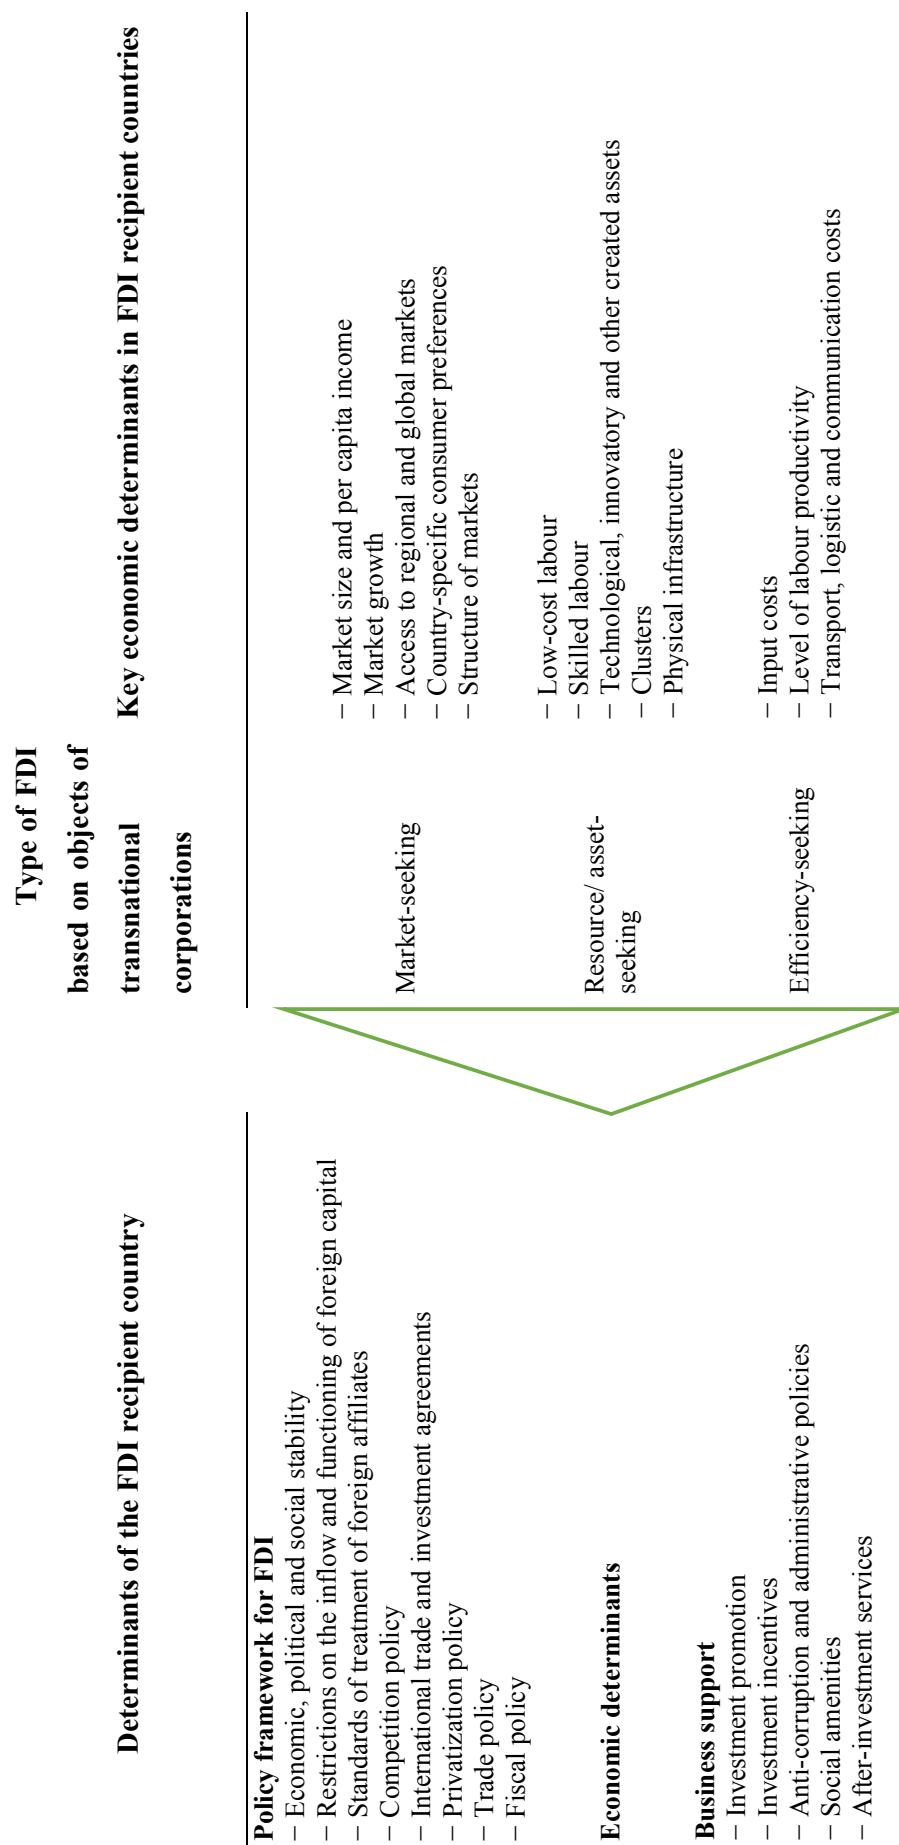 Determinants of the FDI recipient country
Policy framework for FDI
– Economic, political and social stability
– Restrictions on the inflow and functioning of foreign capital
– Standards of treatment of foreign affiliates
– Competition policy
– International trade and investment agreements
– Privatization policy
– Trade policy
– Fiscal policy
Economic determinants
Business support
– Investment promotion
– Investment incentives
– Anti-corruption and administrative policies
– Social amenities
– After-investment services
Type of FDI
based on objects of
transnational
corporations
Key economic determinants in FDI recipient countries
Market-seeking
– Market size and per capita income
– Market growth
– Access to regional and global markets
– Country-specific consumer preferences
– Structure of markets
Resource/ asset-
seeking
– Low-cost labour
– Skilled labour
– Technological, innovatory and other created assets
– Clusters
– Physical infrastructure
Efficiency-seeking
– Input costs
– Level of labour productivity
– Transport, logistic and communication costs